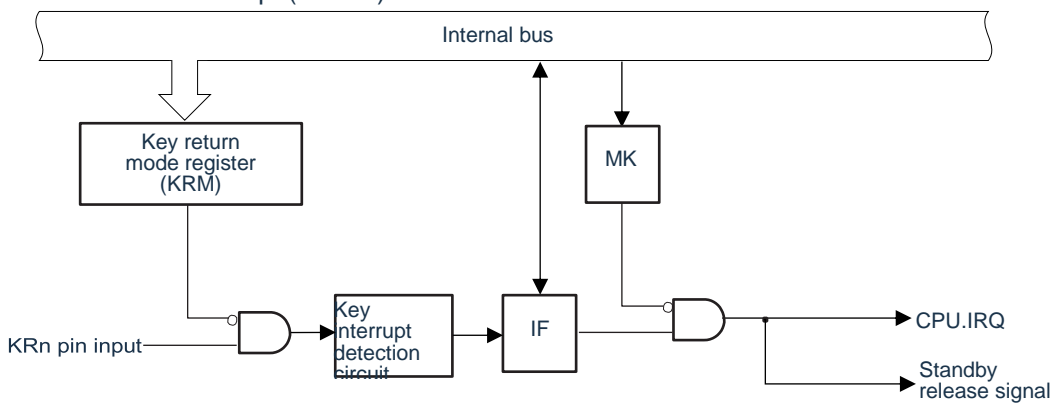 Internal bus
Key return
mode register
(KRM)
MK
Key
interrupt
detection
circuit
IF
KRn pin input
CPU.IRQ
Standby
release signal